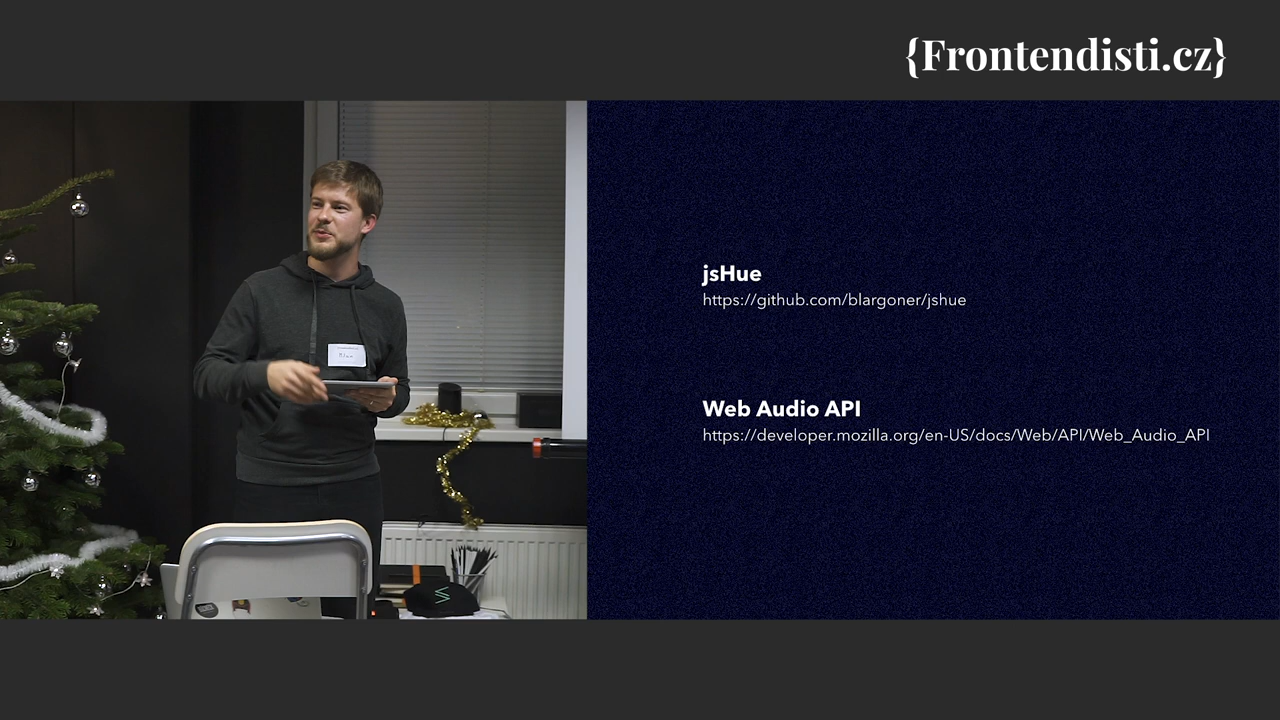 {Frontendisti.cz}
jsHue
https://github.com/blargoner/jshue
Web Audio API
https://developer.mozilla.org/en-US/docs/Web/API/Web_Audio_API